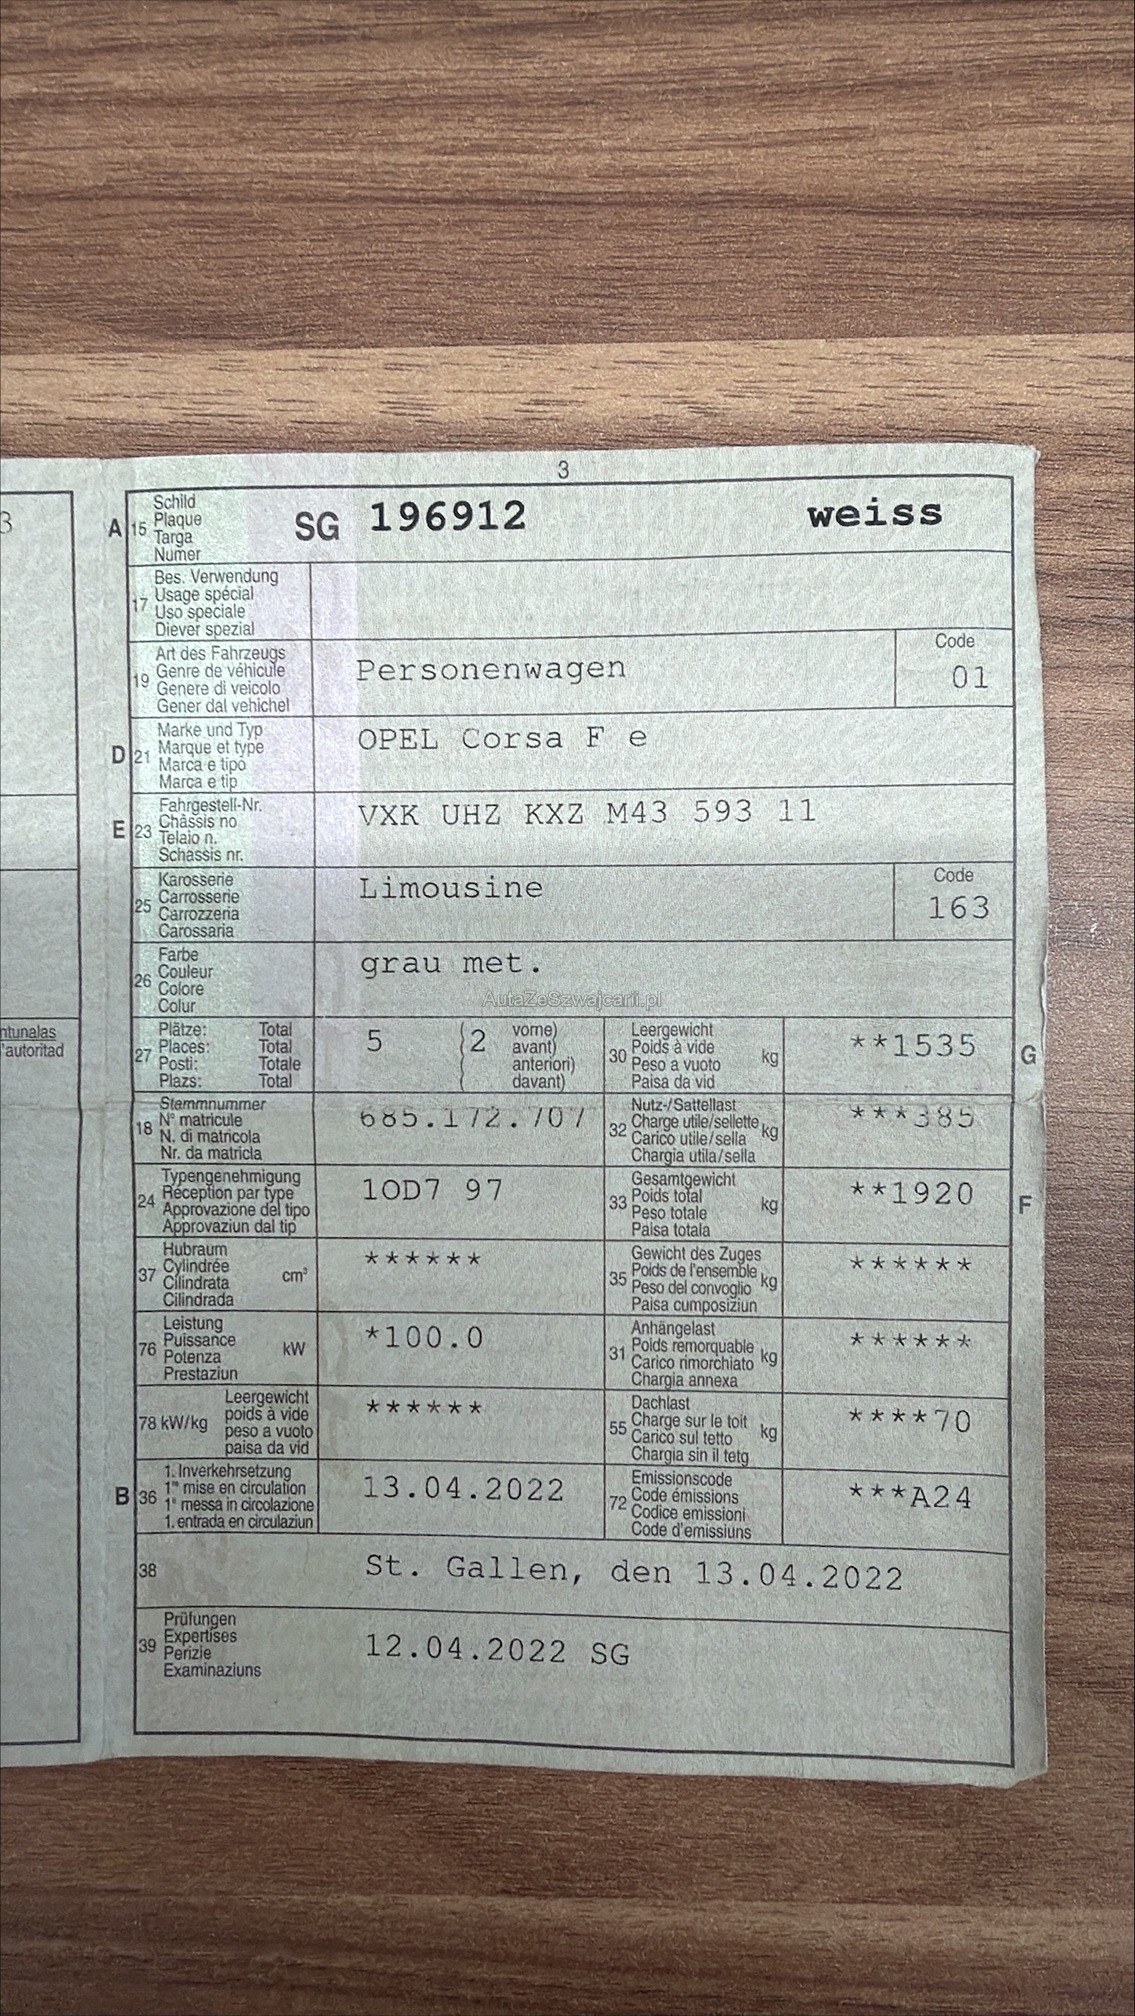 3
3
A 15 Schild
Plaque
Targa
Numer
SG 196912 weiss
17 Bes. Verwendung
Usage spécial
Uso speciale
Diever spezial
19 Art des Fahrzeugs
Genre de véhicule
Genere di veicolo
Gener dal vehichel
Personenwagen
Code
01
D 21 Marke und Typ
Marque et type
Marca e tipo
Marca e tip
OPEL Corsa F e
E 23 Fahrgestell-Nr.
Châssis no
Telaio n.
Schassis nr.
VXK UHZ KXZ M43 593 11
25 Karosserie
Carrosserie
Carrozzeria
Carossaria
Limousine
Code
163
26 Farbe
Couleur
Colore
Colur
grau met.
AutaZeSzwajcarii.pl
ntunalas
'autoritad
27 Plätze: Total
Places: Total
Posti: Totale
Plazs: Total
5 (2 vorne)
avant)
anteriori)
davant)
30 Leergewicht
Poids à vide
Peso a vuoto
Paisa da vid
kg
**1535
G
18 Stammnummer
N° matricule
N. di matricola
Nr. da matricla
685.172.707
32 Nutz-/Sattellast
Charge utile/sellette
Carico utile/sella
Chargia utila/sella
kg
***385
24 Typengenehmigung
Réception par type
Approvazione del tipo
Approvaziun dal tip
1OD7 97
33 Gesamtgewicht
Poids total
Peso totale
Paisa totala
kg
**1920
F
37 Hubraum
Cylindrée
Cilindrata
Cilindrada
cm³
******
35 Gewicht des Zuges
Poids de l'ensemble
Peso del convoglio
Paisa cumposiziun
kg
******
76 Leistung
Puissance
Potenza
Prestaziun
kW
*100.0
31 Anhängelast
Poids remorquable
Carico rimorchiato
Chargia annexa
kg
******
78 kW/kg Leergewicht
poids à vide
peso a vuoto
paisa da vid
******
55 Dachlast
Charge sur le toit
Carico sul tetto
Chargia sin il tetg
kg
****70
B 36 1. Inverkehrsetzung
1re mise en circulation
1a messa in circolazione
1. entrada en circulaziun
13.04.2022
72 Emissionscode
Code émissions
Codice emissioni
Code d'emissiuns
***A24
38 St. Gallen, den 13.04.2022
39 Prüfungen
Expertises
Perizie
Examinaziuns
12.04.2022 SG